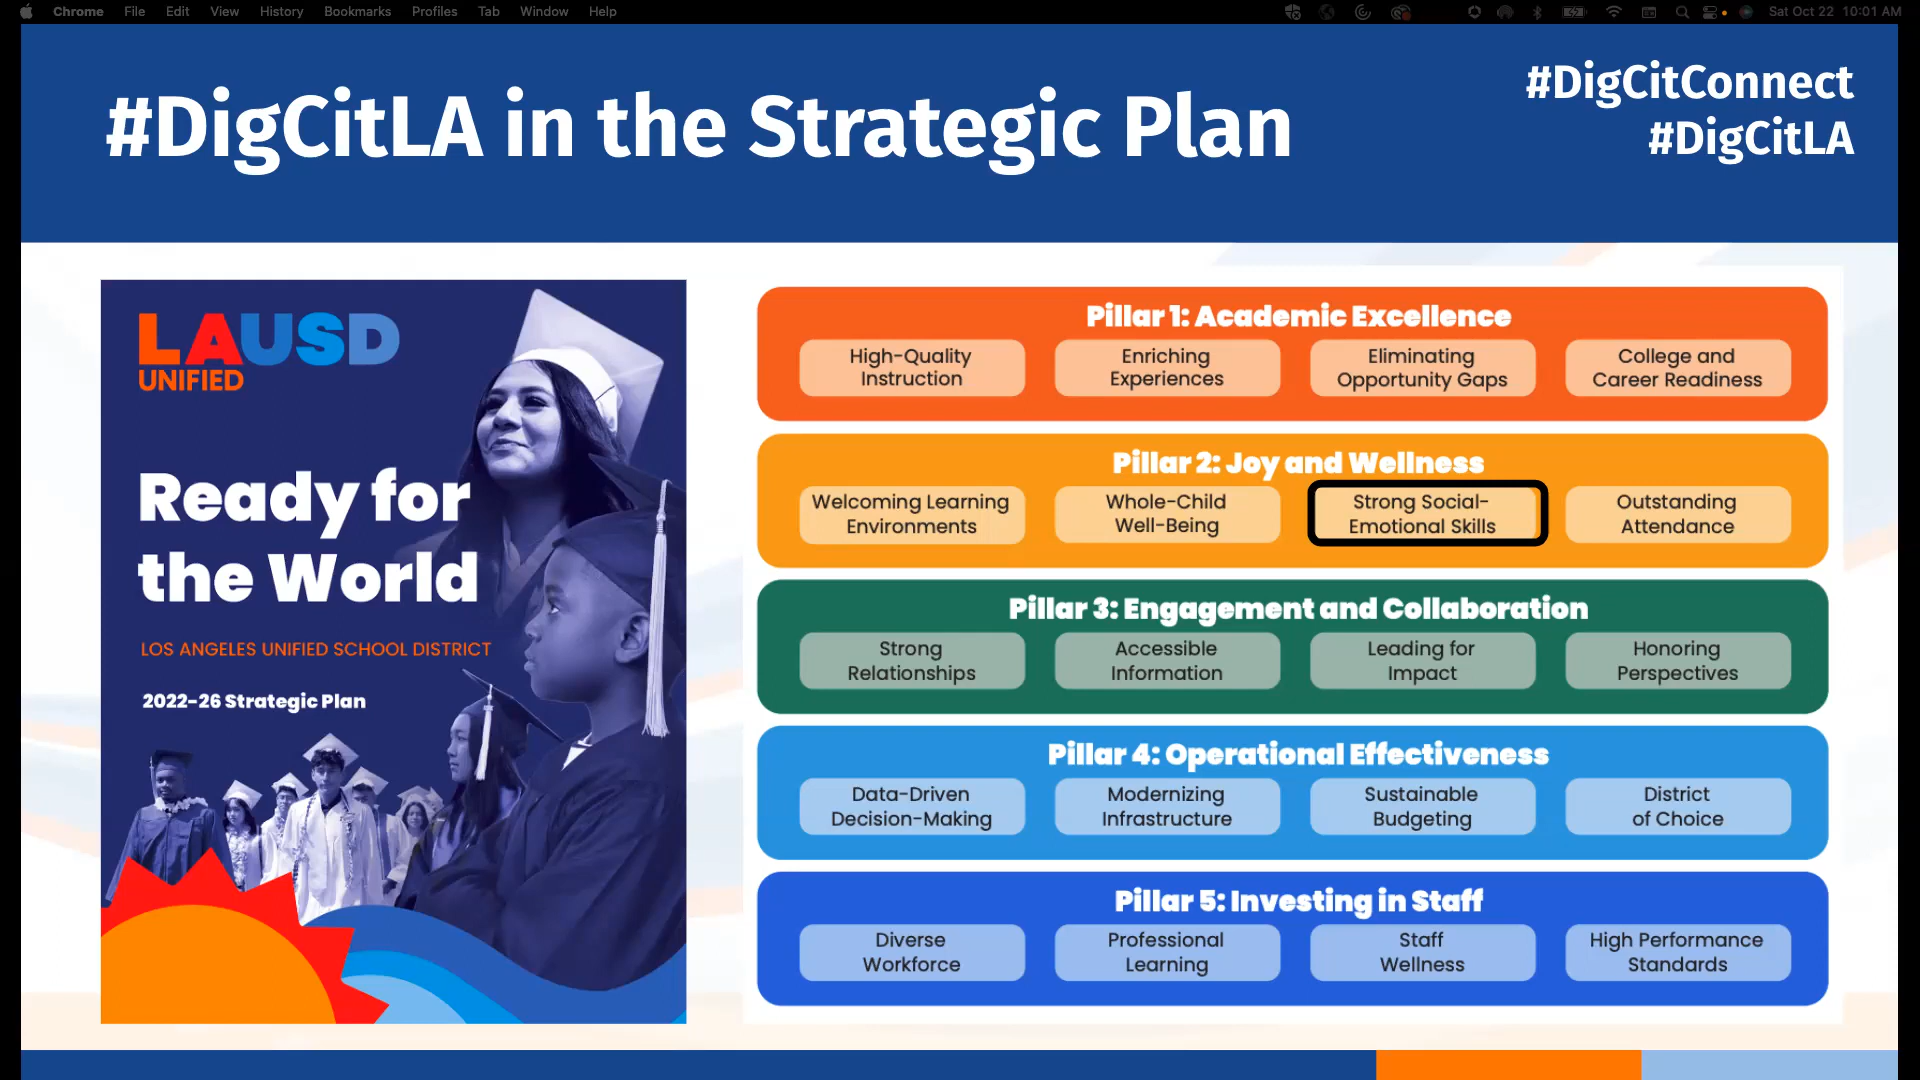 Chrome File Edit View History Bookmarks Profiles Tab Window Help Sat Oct 22 10:01 AM
#DigCitLA in the Strategic Plan
#DigCitConnect
#DigCitLA
LAUSD
UNIFIED
Ready for
the World
LOS ANGELES UNIFIED SCHOOL DISTRICT
2022-26 Strategic Plan
Pillar 1: Academic Excellence
High-Quality
Instruction
Enriching
Experiences
Eliminating
Opportunity Gaps
College and
Career Readiness
Pillar 2: Joy and Wellness
Welcoming Learning
Environments
Whole-Child
Well-Being
Strong Social-
Emotional Skills
Outstanding
Attendance
Pillar 3: Engagement and Collaboration
Strong
Relationships
Accessible
Information
Leading for
Impact
Honoring
Perspectives
Pillar 4: Operational Effectiveness
Data-Driven
Decision-Making
Modernizing
Infrastructure
Sustainable
Budgeting
District
of Choice
Pillar 5: Investing in Staff
Diverse
Workforce
Professional
Learning
Staff
Wellness
High Performance
Standards